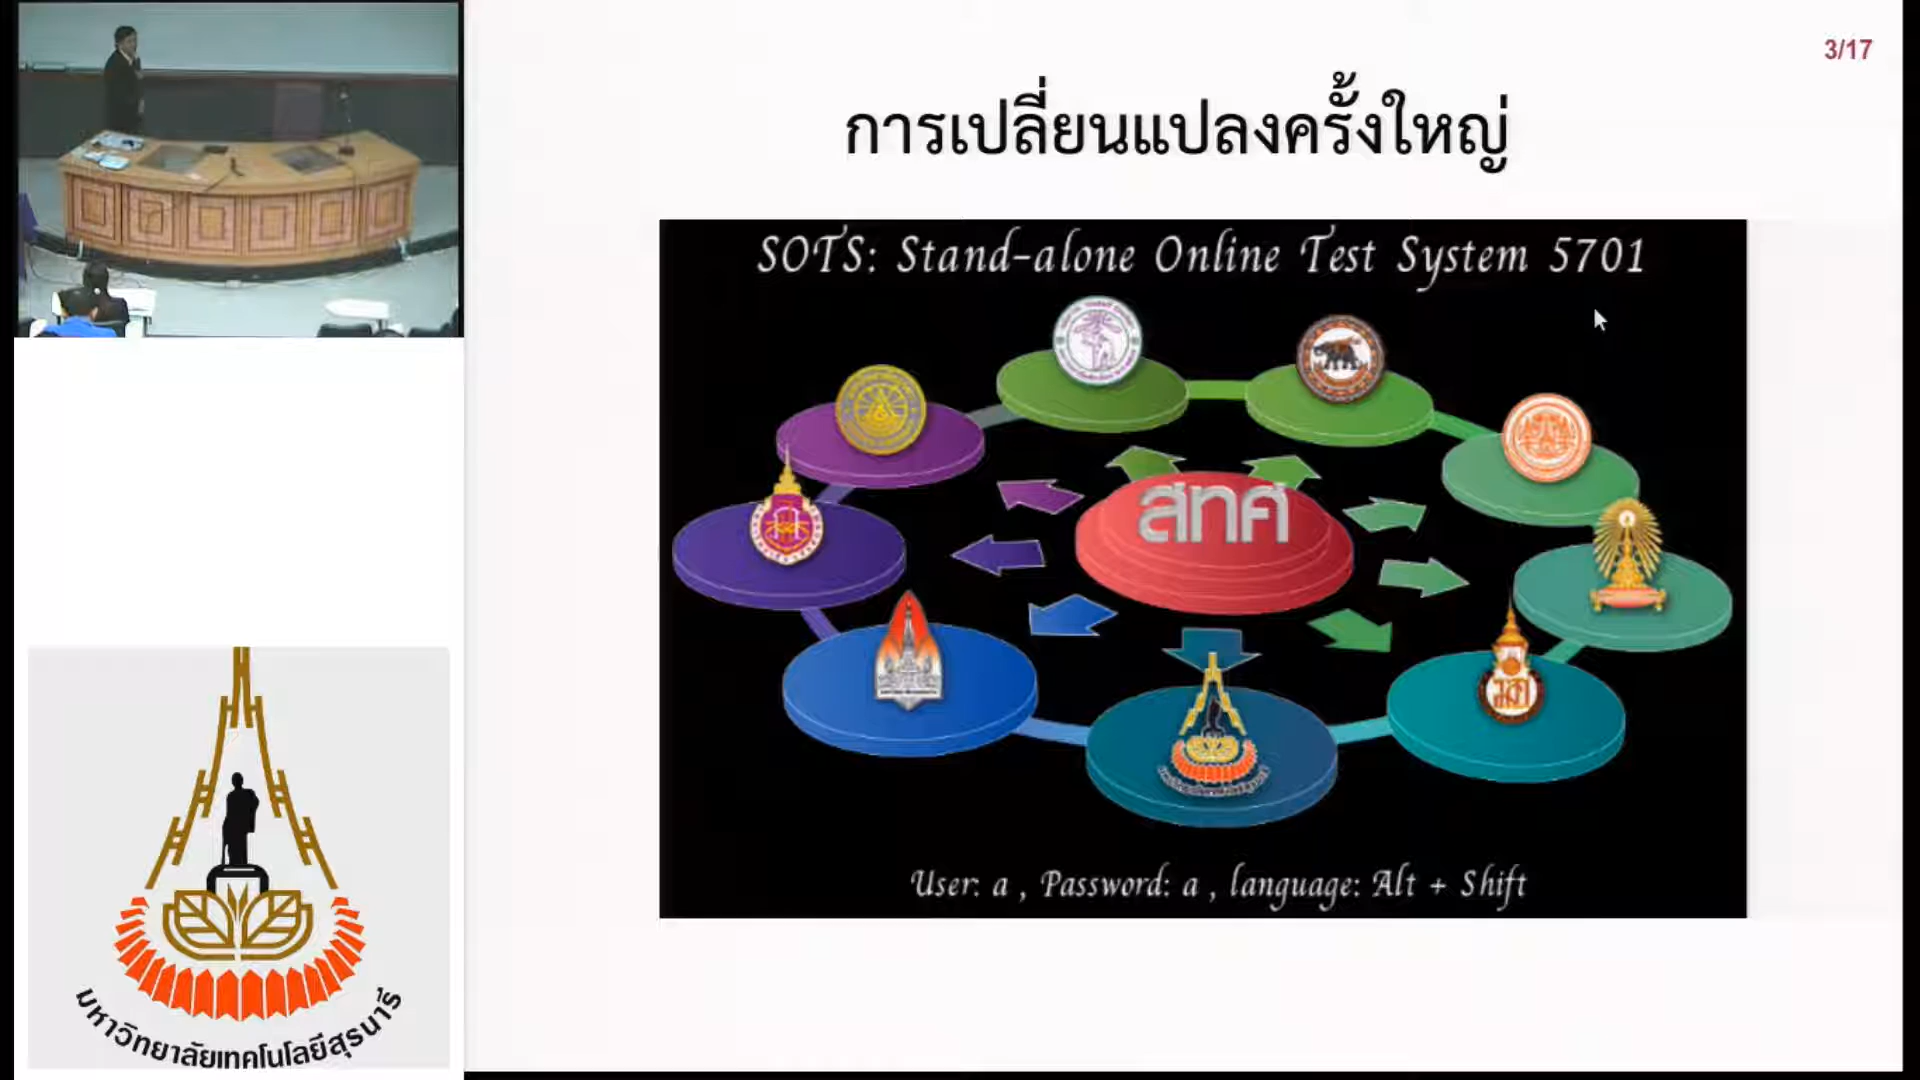 3/17
การเปลี่ยนแปลงครั้งใหญ่
SOTS: Stand-alone Online Test System 5701
สทศ
User: a , Password: a , language: Alt + Shift
มหาวิทยาลัยเทคโนโลยีสุรนารี